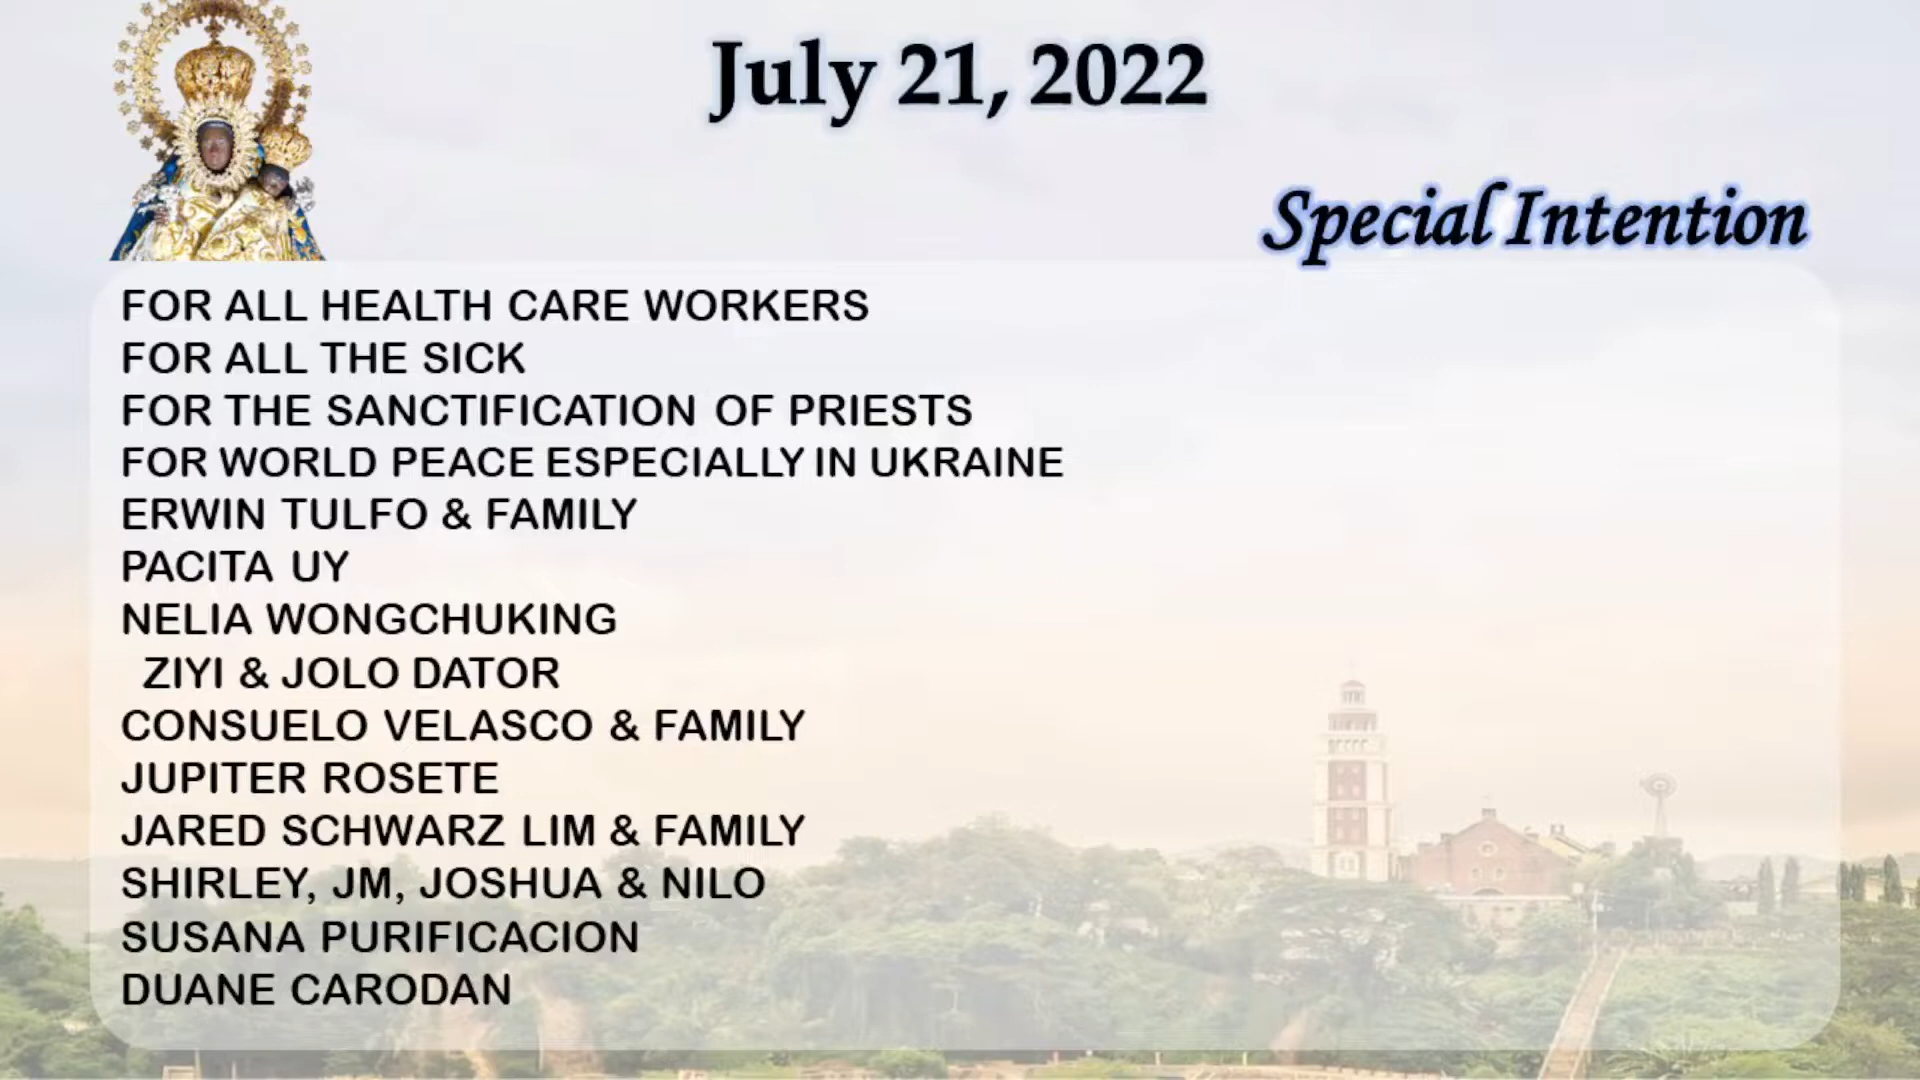 July 21, 2022
Special Intention
FOR ALL HEALTH CARE WORKERS
FOR ALL THE SICK
FOR THE SANCTIFICATION OF PRIESTS
FOR WORLD PEACE ESPECIALLY IN UKRAINE
ERWIN TULFO & FAMILY
PACITA UY
NELIA WONGCHUKING
ZIYI & JOLO DATOR
CONSUELO VELASCO & FAMILY
JUPITER ROSETE
JARED SCHWARZ LIM & FAMILY
SHIRLEY, JM, JOSHUA & NILO
SUSANA PURIFICACION
DUANE CARODAN